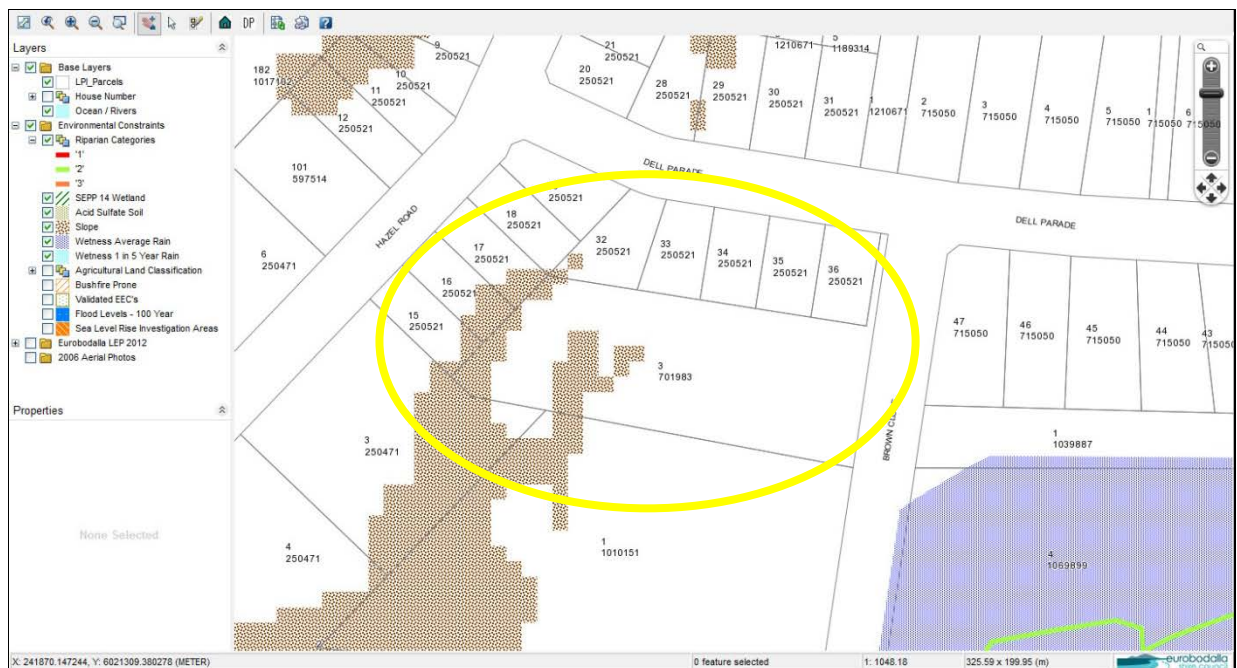 DP
Layers
Base Layers
LPI_Parcels
House Number
Ocean / Rivers
Environmental Constraints
Riparian Categories
'1'
'2'
'3'
SEPP 14 Wetland
Acid Sulfate Soil
Slope
Wetness Average Rain
Wetness 1 in 5 Year Rain
Agricultural Land Classification
Bushfire Prone
Validated EEC's
Flood Levels - 100 Year
Sea Level Rise Investigation Areas
Eurobodalla LEP 2012
2006 Aerial Photos
Properties
None Selected
9
250521
182
1017162
10
250521
11
250521
12
250521
101
597514
6
250471
21
250521
20
250521
28
250521
29
250521
1210671
5
1189314
30
250521
31
250521
1
1210671
2
715050
3
715050
4
715050
5
715050
1
715050
6
DELL PARADE
DELL PARADE
HAZEL ROAD
18
250521
17
250521
16
250521
15
250521
32
250521
33
250521
34
250521
35
250521
36
250521
3
701983
47
715050
46
715050
45
715050
44
715050
43
715050
BROWN CLOSE
1
1039887
3
250471
4
250471
1
1010151
4
1069899
X: 241870.147244, Y: 6021309.380278 (METER)
0 feature selected
1: 1048.18
325.59 x 199.95 (m)
eurobodalla
shire council